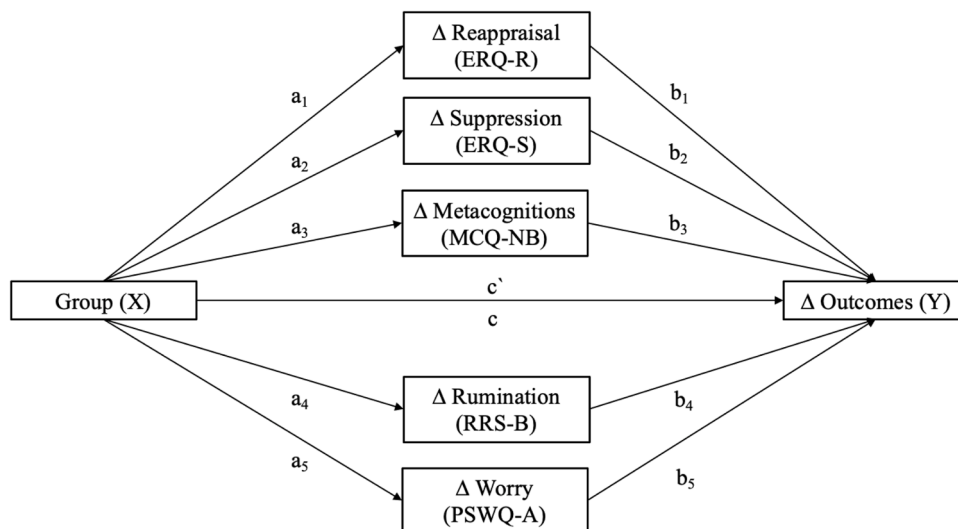 Δ Reappraisal
(ERQ-R)
a₁
b₁
Δ Suppression
(ERQ-S)
a₂
b₂
Δ Metacognitions
(MCQ-NB)
a₃
b₃
Group (X)
c`
c
Δ Outcomes (Y)
Δ Rumination
(RRS-B)
a₄
b₄
Δ Worry
(PSWQ-A)
a₅
b₅